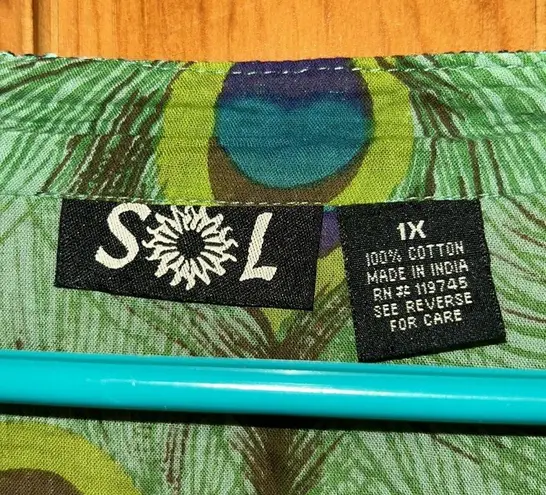 SOL
1X
100% COTTON
MADE IN INDIA
RN # 119745
SEE REVERSE
FOR CARE